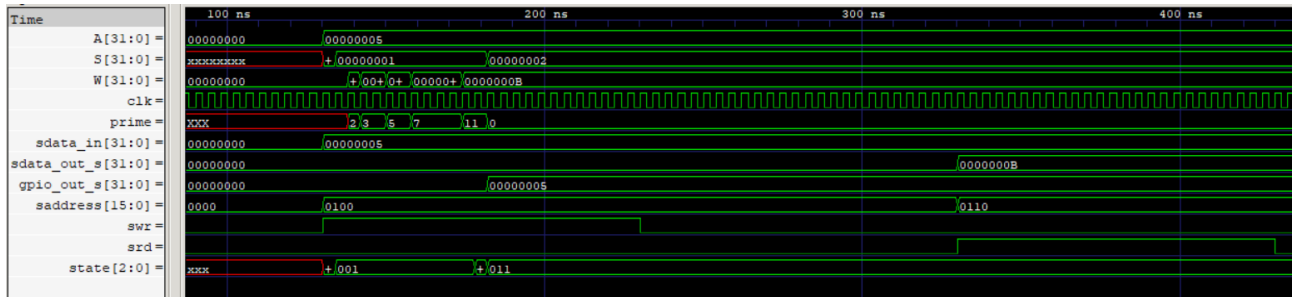 Time 100 ns 200 ns 300 ns 400 ns
A[31:0] = 00000000 00000005
S[31:0] = xxxxxxxx + 00000001 00000002
W[31:0] = 00000000 + 00+ 0+ 00000+ 0000000B
clk =
prime = XXX 2 3 5 7 11 0
sdata_in[31:0] = 00000000 00000005
sdata_out_s[31:0] = 00000000 0000000B
gpio_out_s[31:0] = 00000000 00000005
saddress[15:0] = 0000 0100 0110
swr =
srd =
state[2:0] = xxx + 001 + 011